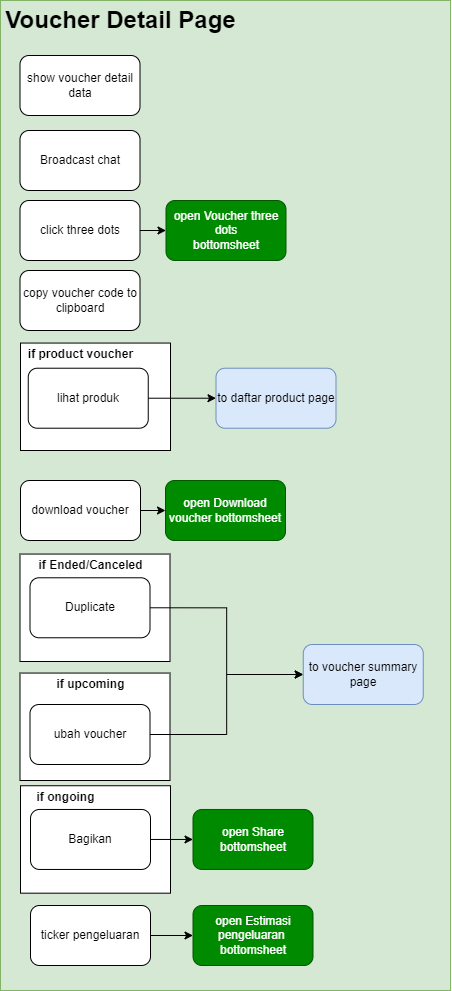 Voucher Detail Page
show voucher detail
data
Broadcast chat
click three dots
open Voucher three
dots
bottomsheet
copy voucher code to
clipboard
if product voucher
lihat produk
to daftar product page
download voucher
open Download
voucher bottomsheet
if Ended/Canceled
Duplicate
to voucher summary
page
if upcoming
ubah voucher
if ongoing
Bagikan
open Share
bottomsheet
ticker pengeluaran
open Estimasi
pengeluaran
bottomsheet